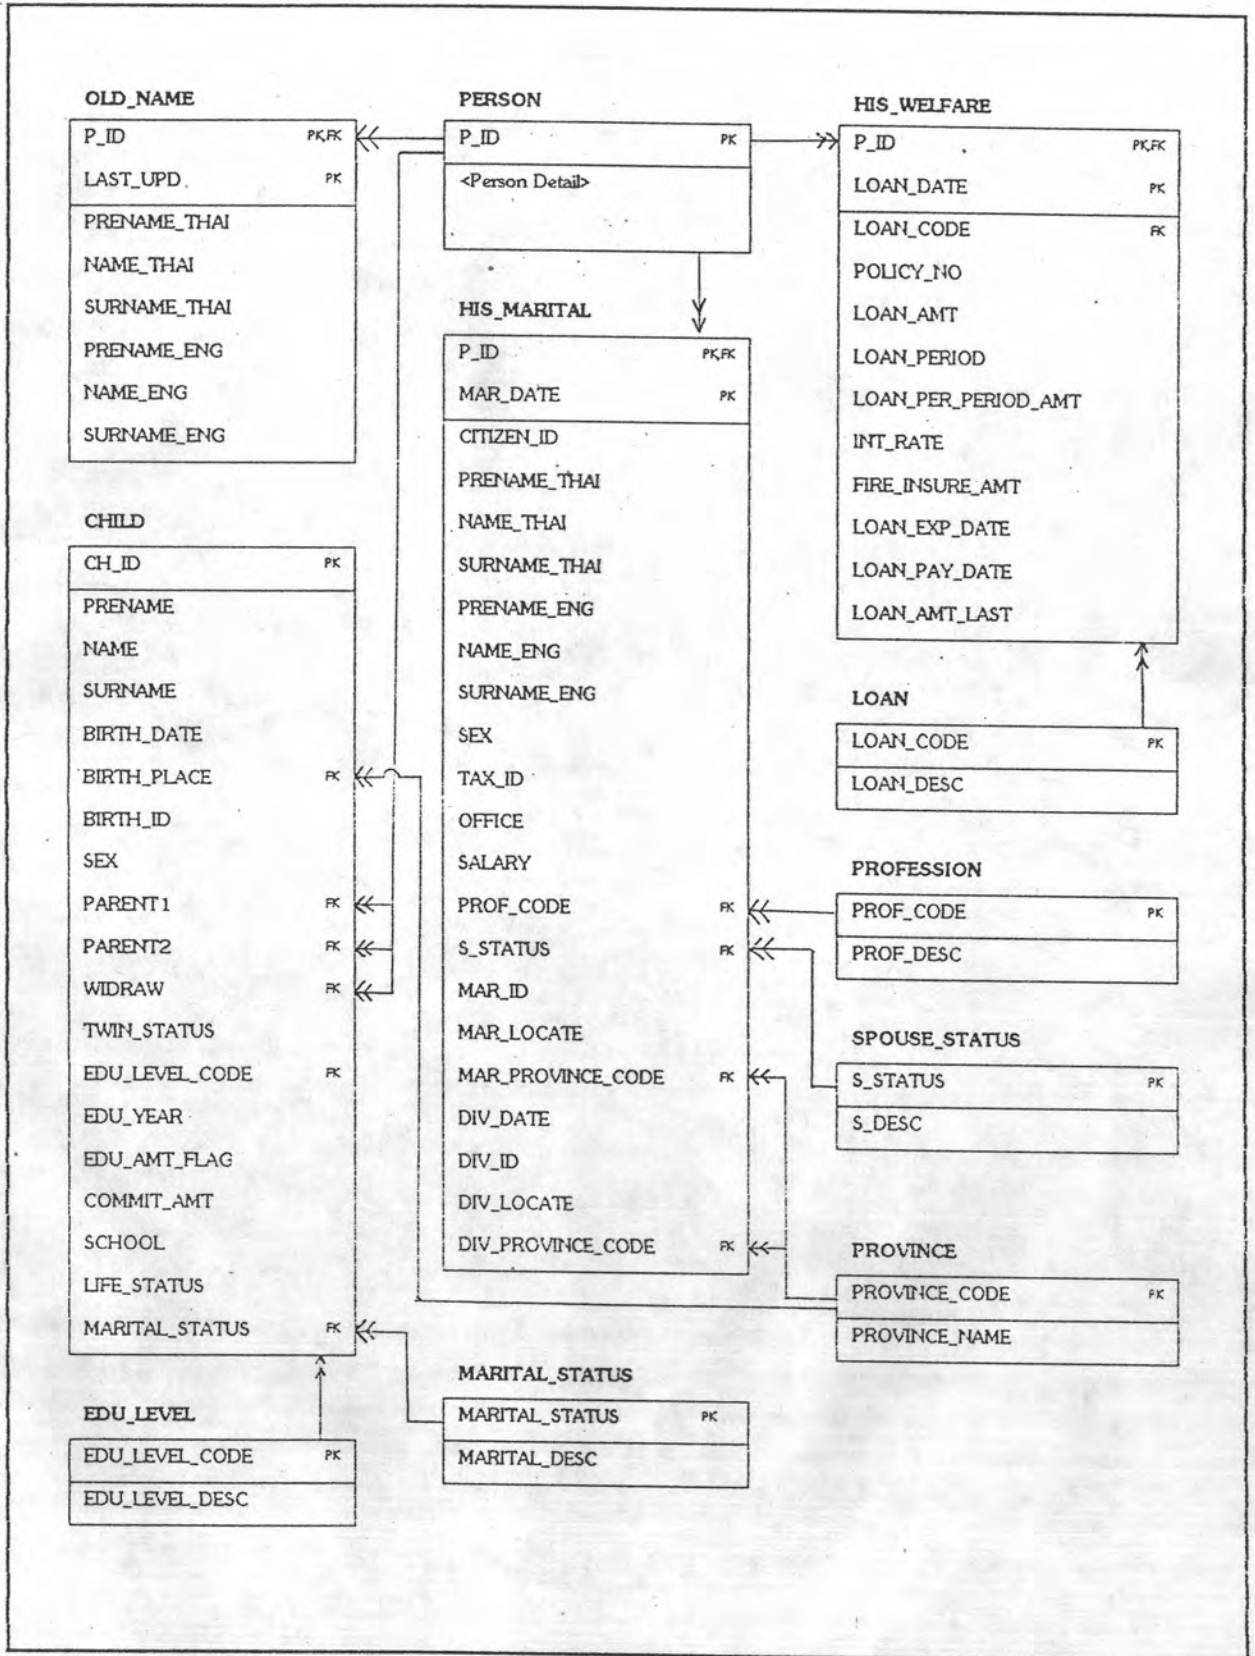 OLD_NAME
P_ID PK,FK
LAST_UPD PK
PRENAME_THAI
NAME_THAI
SURNAME_THAI
PRENAME_ENG
NAME_ENG
SURNAME_ENG
CHILD
CH_ID PK
PRENAME
NAME
SURNAME
BIRTH_DATE
BIRTH_PLACE FK
BIRTH_ID
SEX
PARENT1 FK
PARENT2 FK
WIDRAW FK
TWIN_STATUS
EDU_LEVEL_CODE FK
EDU_YEAR
EDU_AMT_FLAG
COMMIT_AMT
SCHOOL
LIFE_STATUS
MARITAL_STATUS FK
EDU_LEVEL
EDU_LEVEL_CODE PK
EDU_LEVEL_DESC
PERSON
P_ID PK
<Person Detail>
HIS_MARITAL
P_ID PK,FK
MAR_DATE PK
CITIZEN_ID
PRENAME_THAI
NAME_THAI
SURNAME_THAI
PRENAME_ENG
NAME_ENG
SURNAME_ENG
SEX
TAX_ID
OFFICE
SALARY
PROF_CODE FK
S_STATUS FK
MAR_ID
MAR_LOCATE
MAR_PROVINCE_CODE FK
DIV_DATE
DIV_ID
DIV_LOCATE
DIV_PROVINCE_CODE FK
MARITAL_STATUS
MARITAL_STATUS PK
MARITAL_DESC
HIS_WELFARE
P_ID PK,FK
LOAN_DATE PK
LOAN_CODE FK
POLICY_NO
LOAN_AMT
LOAN_PERIOD
LOAN_PER_PERIOD_AMT
INT_RATE
FIRE_INSURE_AMT
LOAN_EXP_DATE
LOAN_PAY_DATE
LOAN_AMT_LAST
LOAN
LOAN_CODE PK
LOAN_DESC
PROFESSION
PROF_CODE PK
PROF_DESC
SPOUSE_STATUS
S_STATUS PK
S_DESC
PROVINCE
PROVINCE_CODE PK
PROVINCE_NAME